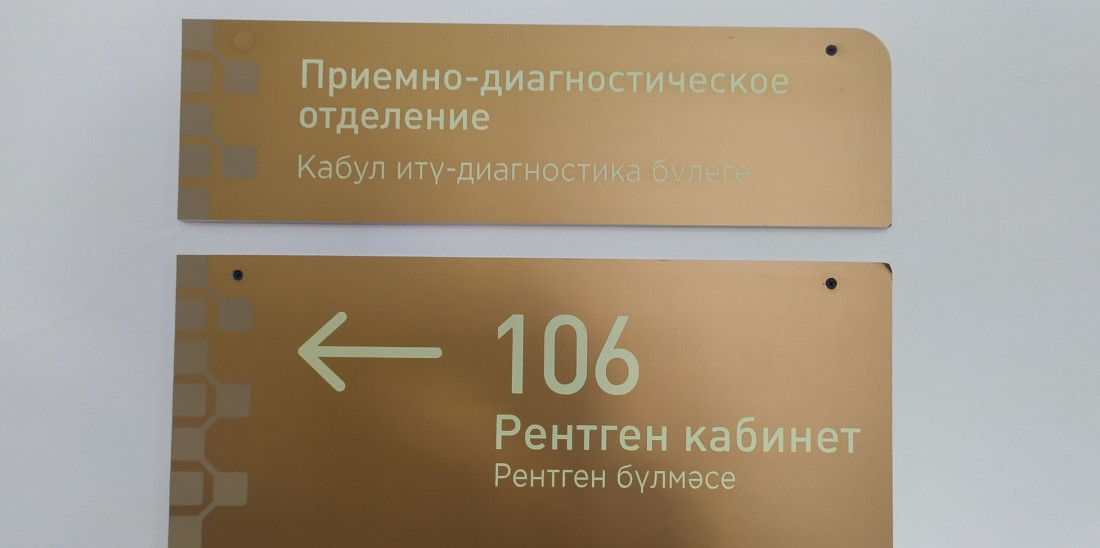 Приемно-диагностическое
отделение
Кабул итү-диагностика бүлеге
←
106
Рентген кабинет
Рентген бүлмәсе